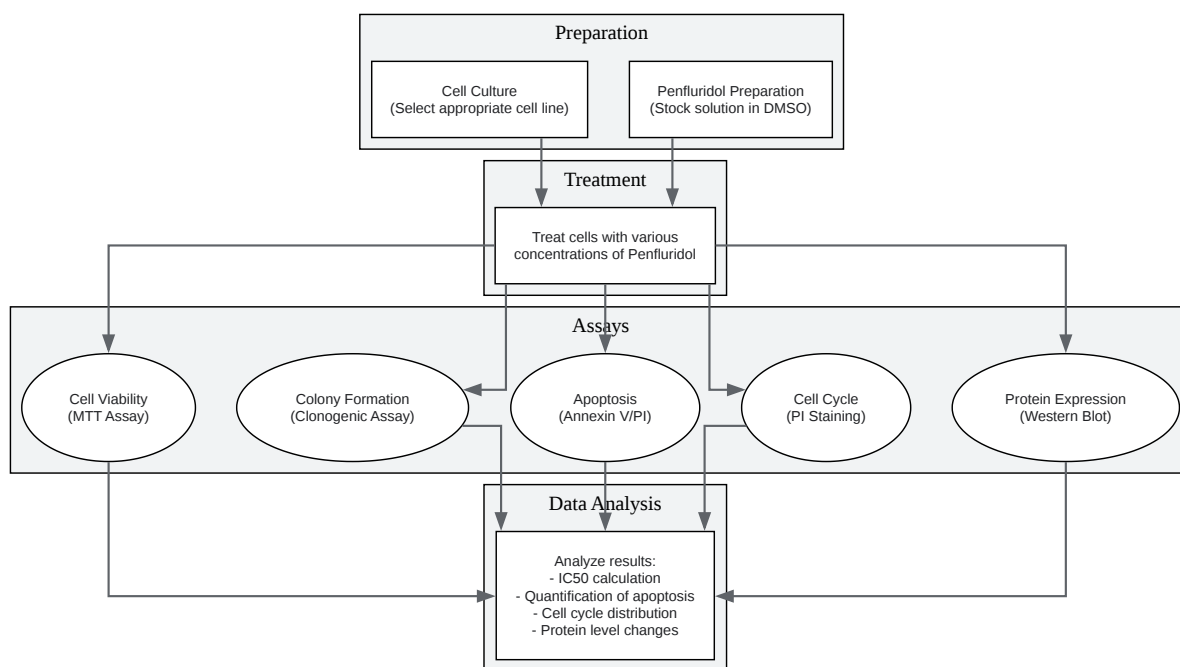 Preparation
Cell Culture
(Select appropriate cell line)
Penfluridol Preparation
(Stock solution in DMSO)
Treatment
Treat cells with various
concentrations of Penfluridol
Assays
Cell Viability
(MTT Assay)
Colony Formation
(Clonogenic Assay)
Apoptosis
(Annexin V/PI)
Cell Cycle
(PI Staining)
Protein Expression
(Western Blot)
Data Analysis
Analyze results:
- IC50 calculation
- Quantification of apoptosis
- Cell cycle distribution
- Protein level changes